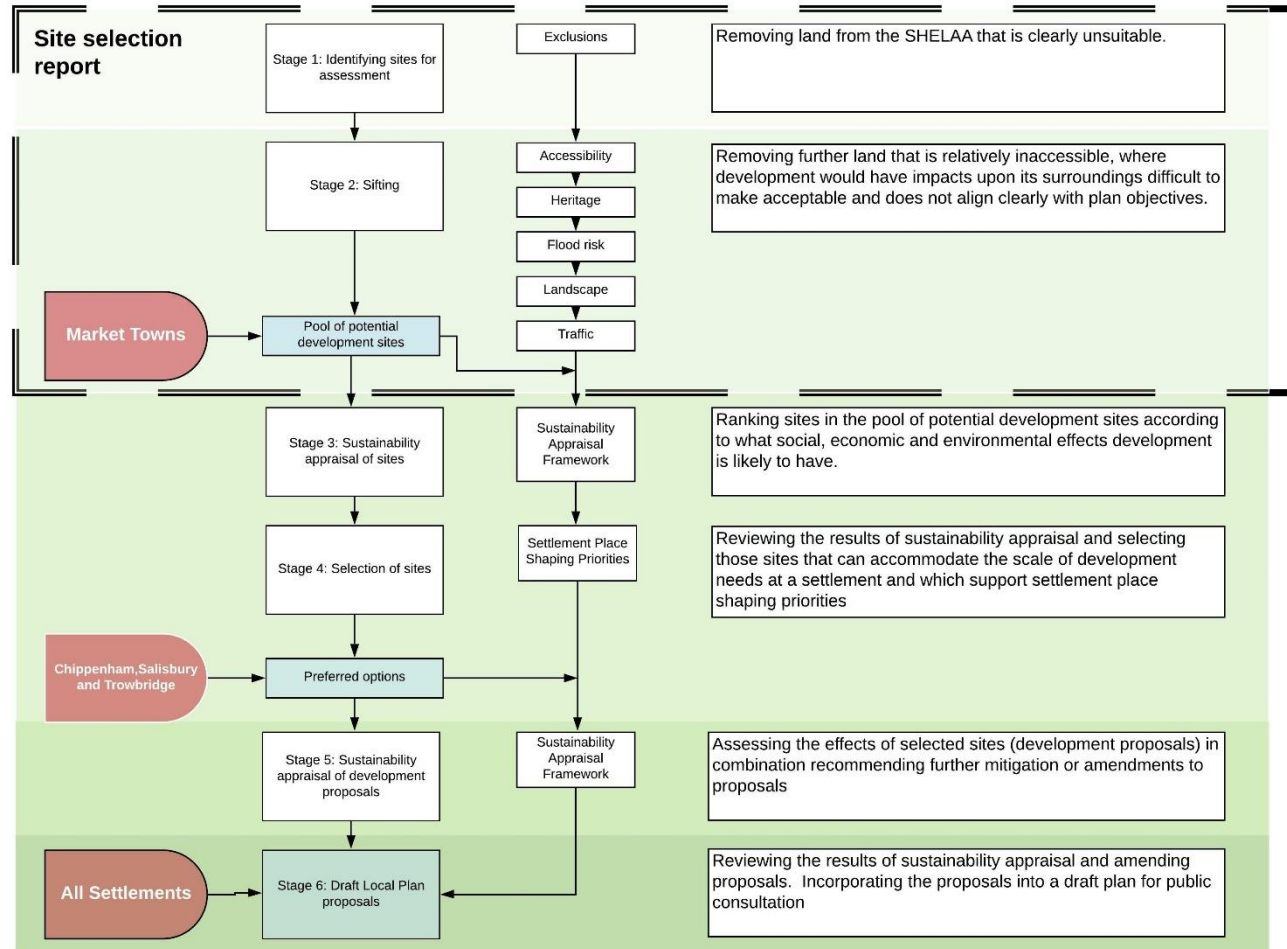 Site selection
report
Stage 1: Identifying sites for
assessment
Exclusions
Removing land from the SHELAA that is clearly unsuitable.
Stage 2: Sifting
Accessibility
Heritage
Flood risk
Landscape
Traffic
Removing further land that is relatively inaccessible, where
development would have impacts upon its surroundings difficult to
make acceptable and does not align clearly with plan objectives.
Market Towns
Pool of potential
development sites
Stage 3: Sustainability
appraisal of sites
Sustainability
Appraisal
Framework
Ranking sites in the pool of potential development sites according
to what social, economic and environmental effects development
is likely to have.
Stage 4: Selection of sites
Settlement Place
Shaping Priorities
Reviewing the results of sustainability appraisal and selecting
those sites that can accommodate the scale of development
needs at a settlement and which support settlement place
shaping priorities
Chippenham,Salisbury
and Trowbridge
Preferred options
Stage 5: Sustainability
appraisal of development
proposals
Sustainability
Appraisal
Framework
Assessing the effects of selected sites (development proposals) in
combination recommending further mitigation or amendments to
proposals
All Settlements
Stage 6: Draft Local Plan
proposals
Reviewing the results of sustainability appraisal and amending
proposals.  Incorporating the proposals into a draft plan for public
consultation